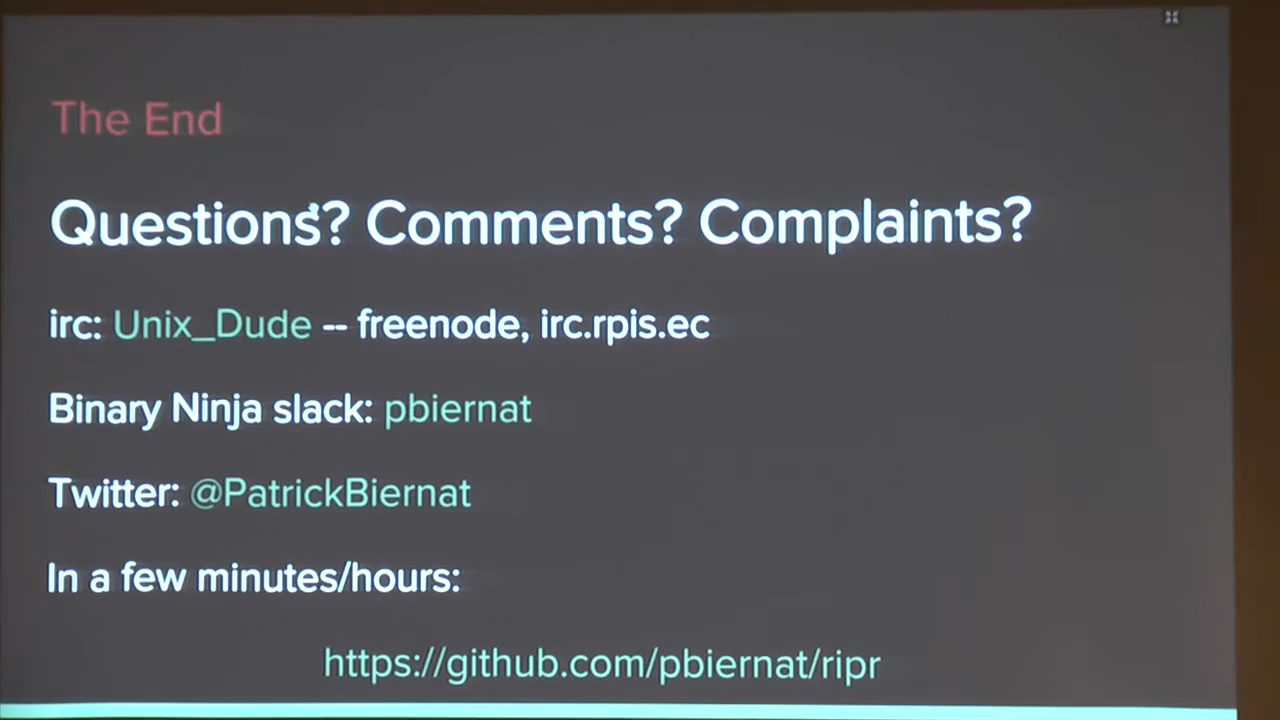 The End
Questions? Comments? Complaints?
irc: Unix_Dude -- freenode, irc.rpis.ec
Binary Ninja slack: pbiernat
Twitter: @PatrickBiernat
In a few minutes/hours:
https://github.com/pbiernat/ripr